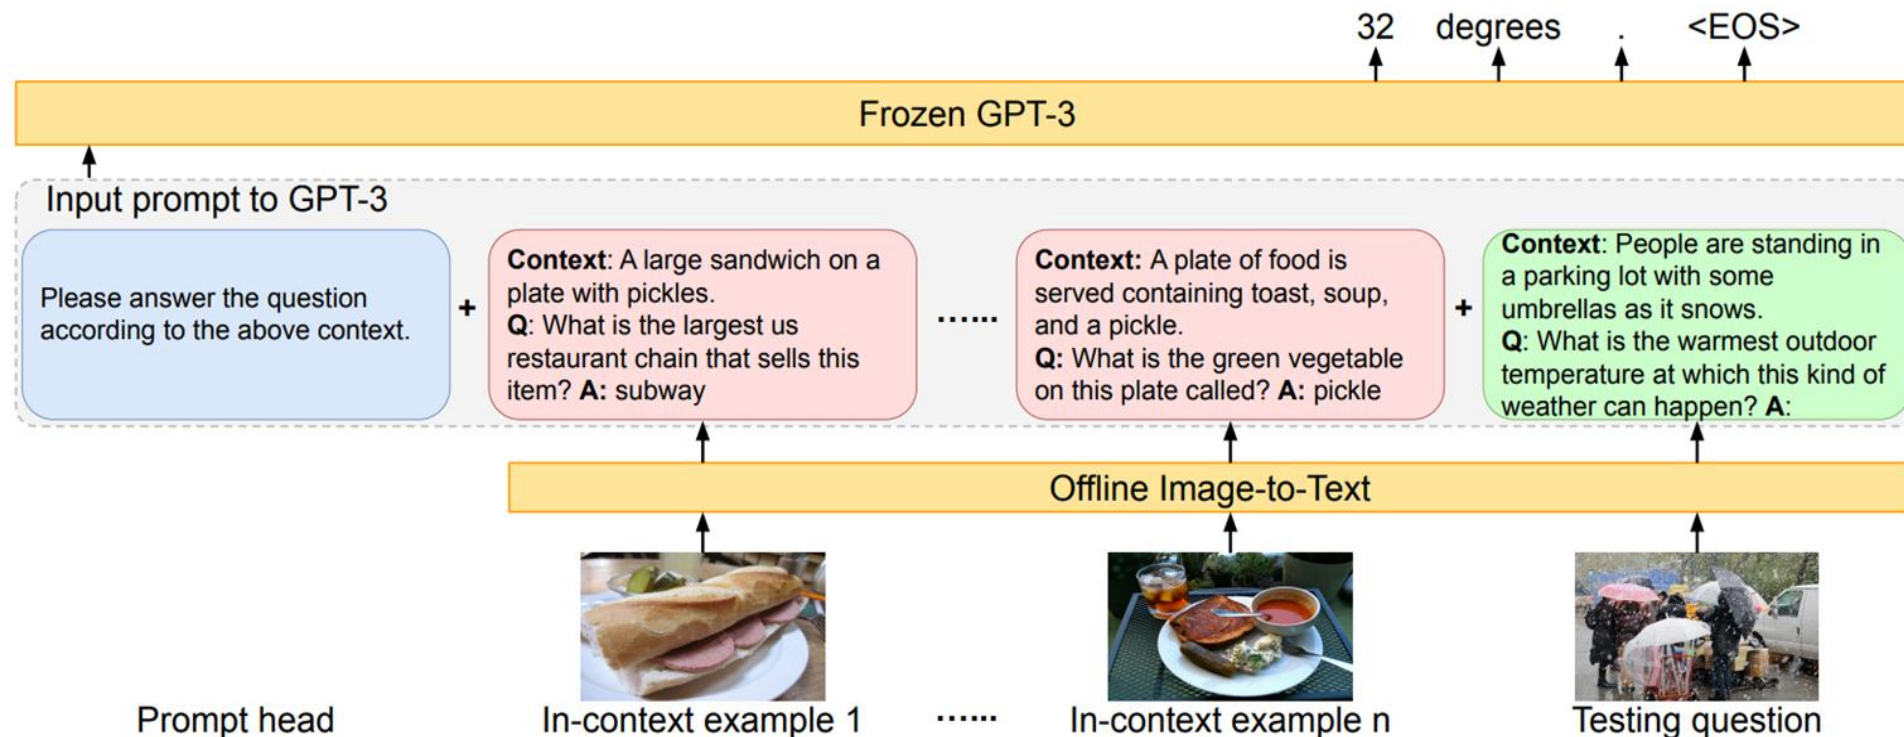 32 degrees . <EOS>
Frozen GPT-3
Input prompt to GPT-3
Please answer the question
according to the above context.
+
Context: A large sandwich on a
plate with pickles.
Q: What is the largest us
restaurant chain that sells this
item? A: subway
......
Context: A plate of food is
served containing toast, soup,
and a pickle.
Q: What is the green vegetable
on this plate called? A: pickle
+
Context: People are standing in
a parking lot with some
umbrellas as it snows.
Q: What is the warmest outdoor
temperature at which this kind of
weather can happen? A:
Offline Image-to-Text
Prompt head
In-context example 1
......
In-context example n
Testing question